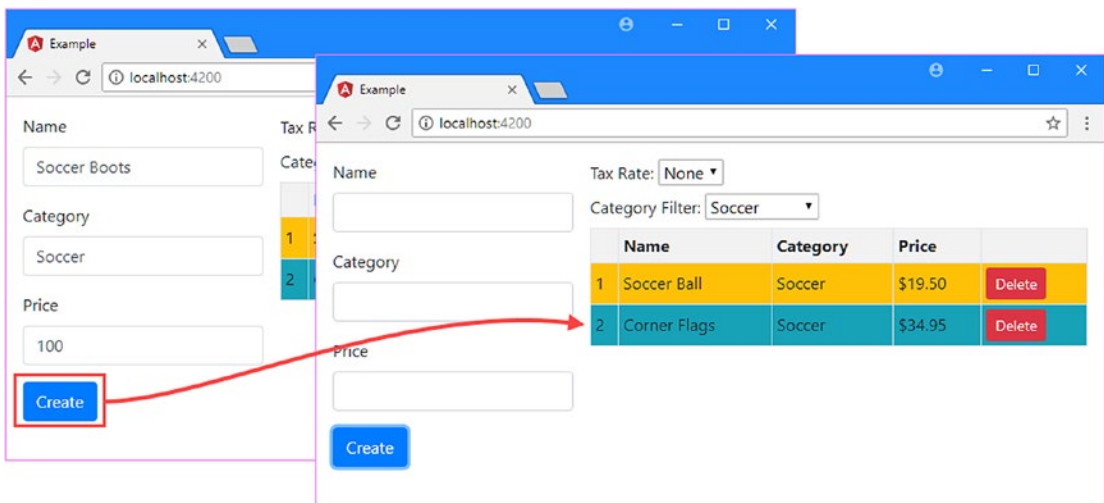 Example
localhost:4200
Name
Soccer Boots
Category
Soccer
Price
100
Create
Tax R
Cate
1
2
Example
localhost:4200
Name
Category
Price
Create
Tax Rate: None
Category Filter: Soccer
Name Category Price
1 Soccer Ball Soccer $19.50 Delete
2 Corner Flags Soccer $34.95 Delete